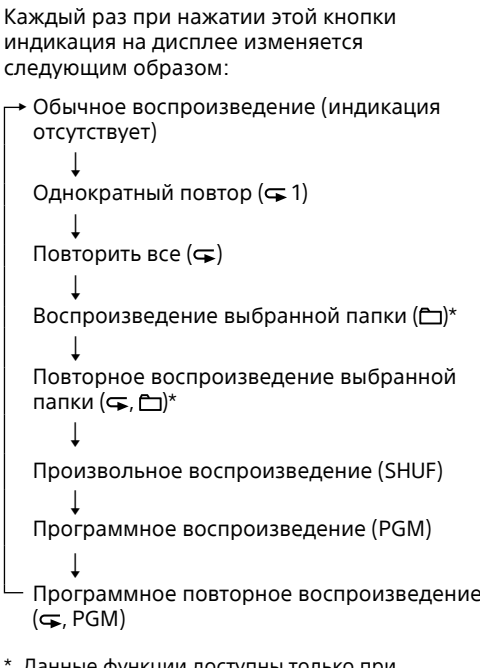 Каждый раз при нажатии этой кнопки
индикация на дисплее изменяется
следующим образом:
Обычное воспроизведение (индикация
отсутствует)
Однократный повтор (1)
Повторить все ()
Воспроизведение выбранной папки ()*
Повторное воспроизведение выбранной
папки (, )*
Произвольное воспроизведение (SHUF)
Программное воспроизведение (PGM)
Программное повторное воспроизведение
(, PGM)
* Данные функции доступны только при